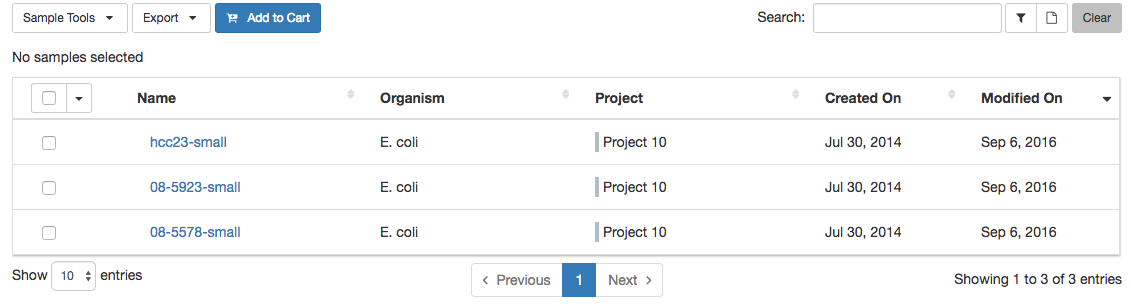 Sample Tools Export Add to Cart Search: Clear
No samples selected
Name Organism Project Created On Modified On
hcc23-small E. coli Project 10 Jul 30, 2014 Sep 6, 2016
08-5923-small E. coli Project 10 Jul 30, 2014 Sep 6, 2016
08-5578-small E. coli Project 10 Jul 30, 2014 Sep 6, 2016
Show 10 entries Previous 1 Next Showing 1 to 3 of 3 entries